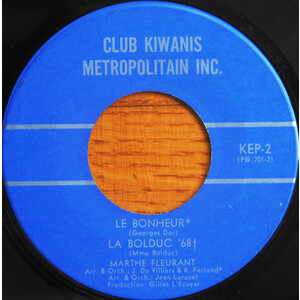 CLUB KIWANIS
METROPOLITAIN INC.
KEP-2
(PG 701-2)
LE BONHEUR*
(Georges Dor)
LA BOLDUC '68†
(Mme Bolduc)
MARTHE FLEURANT
Arr. & Orch.: J. De Villiers & R. Ferland*
Arr. & Orch.: Jean Larose†
Production: Gilles L'Ecuyer